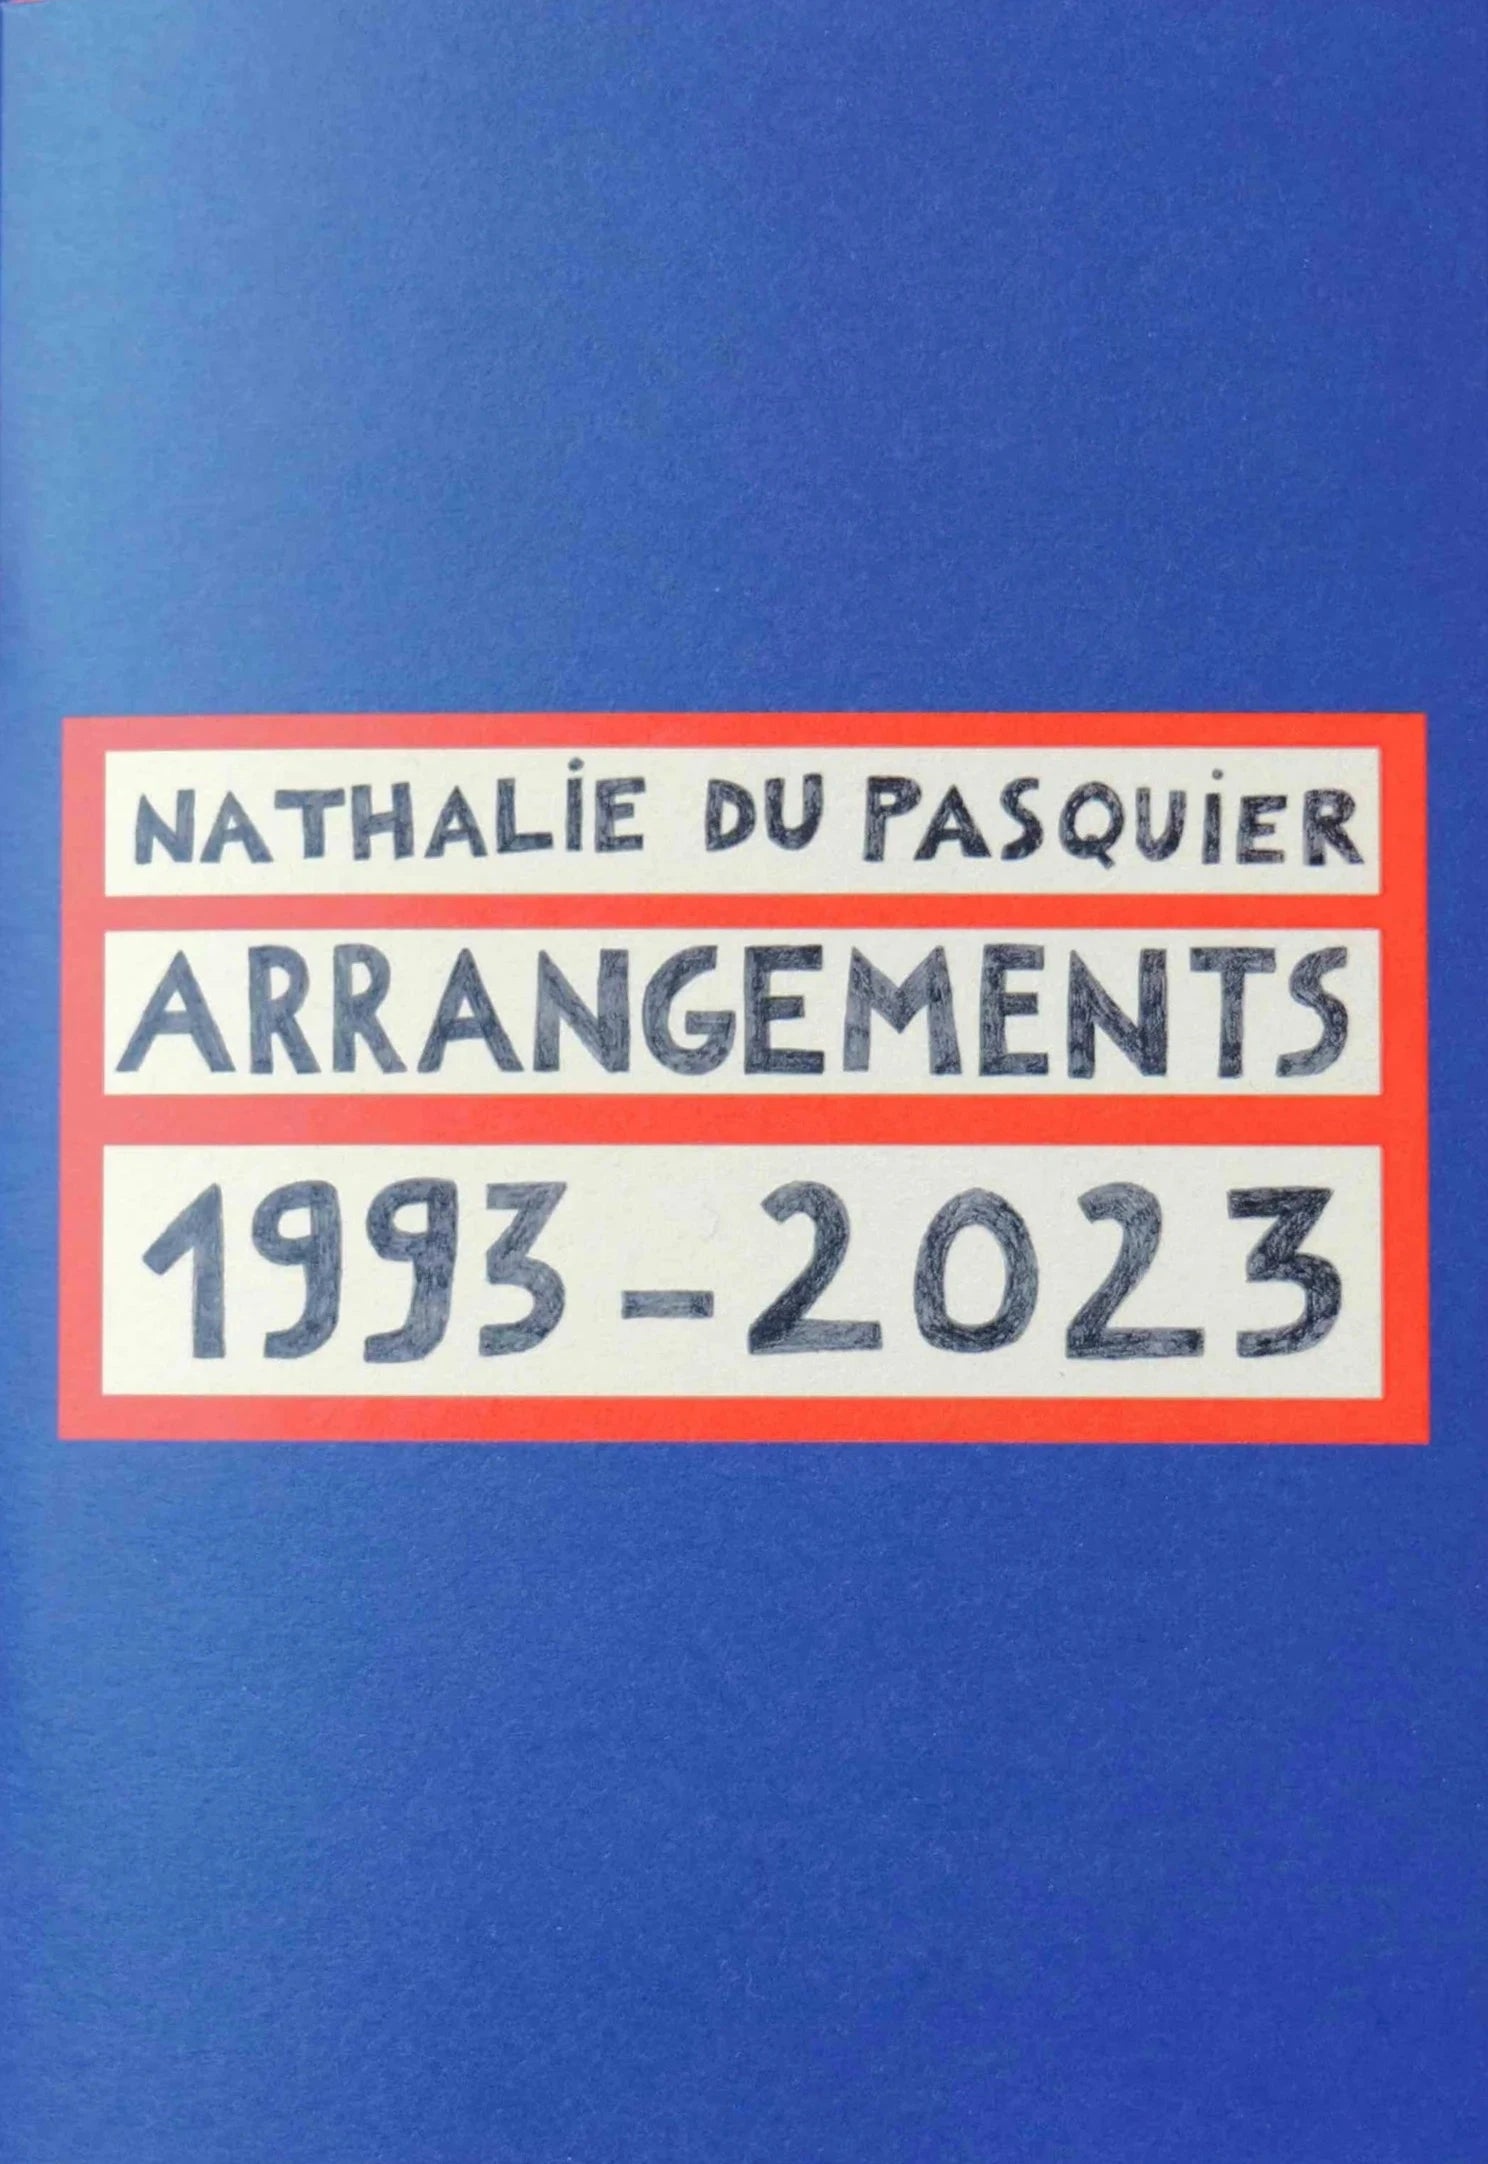 NATHALiE DU PASQUiER
ARRANGEMENTS
1993-2023